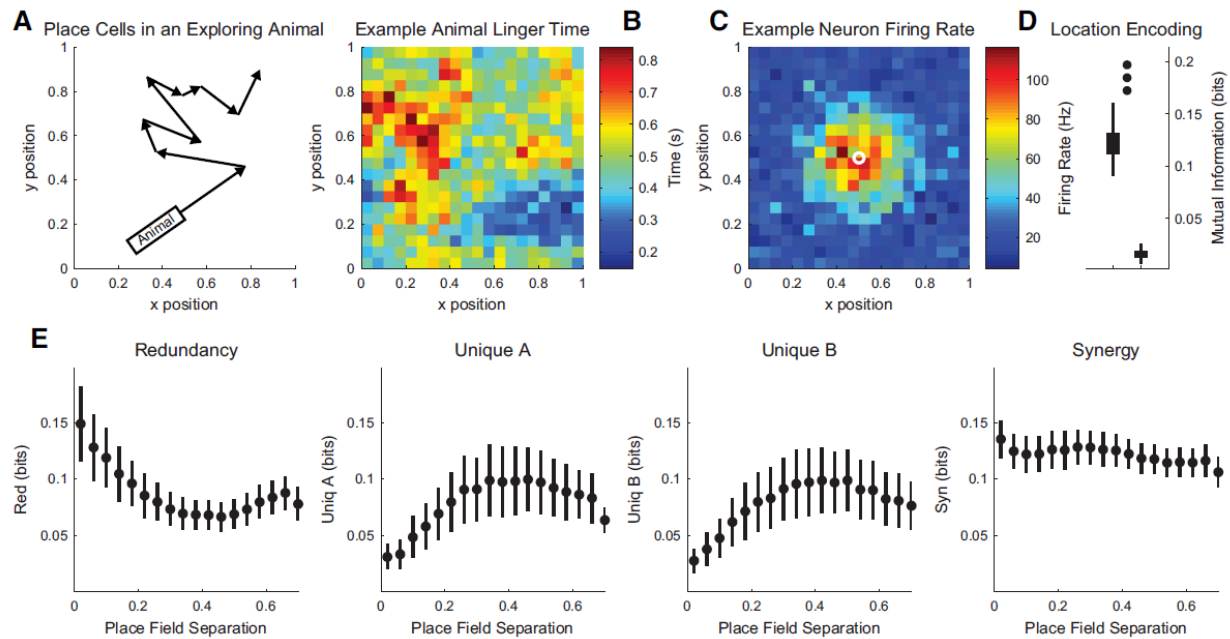 A Place Cells in an Exploring Animal
1
0.8
0.6
0.4
0.2
0
y position
Animal
0 0.2 0.4 0.6 0.8 1
x position
Example Animal Linger Time B
1
0.8
0.6
0.4
0.2
0
y position
0 0.2 0.4 0.6 0.8 1
x position
0.8
0.7
0.6
0.5
0.4
0.3
0.2
Time (s)
C Example Neuron Firing Rate
1
0.8
0.6
0.4
0.2
0
y position
0 0.2 0.4 0.6 0.8 1
x position
100
80
60
40
20
Firing Rate (Hz)
D Location Encoding
0.2
0.15
0.1
0.05
Mutual Information (bits)
E Redundancy
0.15
0.1
0.05
Red (bits)
0 0.2 0.4 0.6
Place Field Separation
Unique A
0.15
0.1
0.05
Uniq A (bits)
0 0.2 0.4 0.6
Place Field Separation
Unique B
0.15
0.1
0.05
Uniq B (bits)
0 0.2 0.4 0.6
Place Field Separation
Synergy
0.15
0.1
0.05
Syn (bits)
0 0.2 0.4 0.6
Place Field Separation